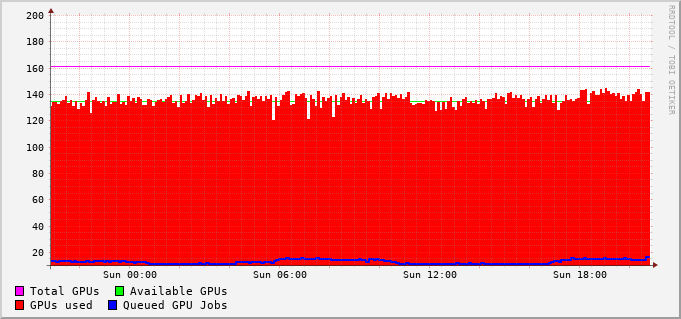 200
180
160
140
120
100
80
60
40
20
Sun 00:00 Sun 06:00 Sun 12:00 Sun 18:00
Total GPUs Available GPUs
GPUs used Queued GPU Jobs
RRDTOOL / TOBI OETIKER